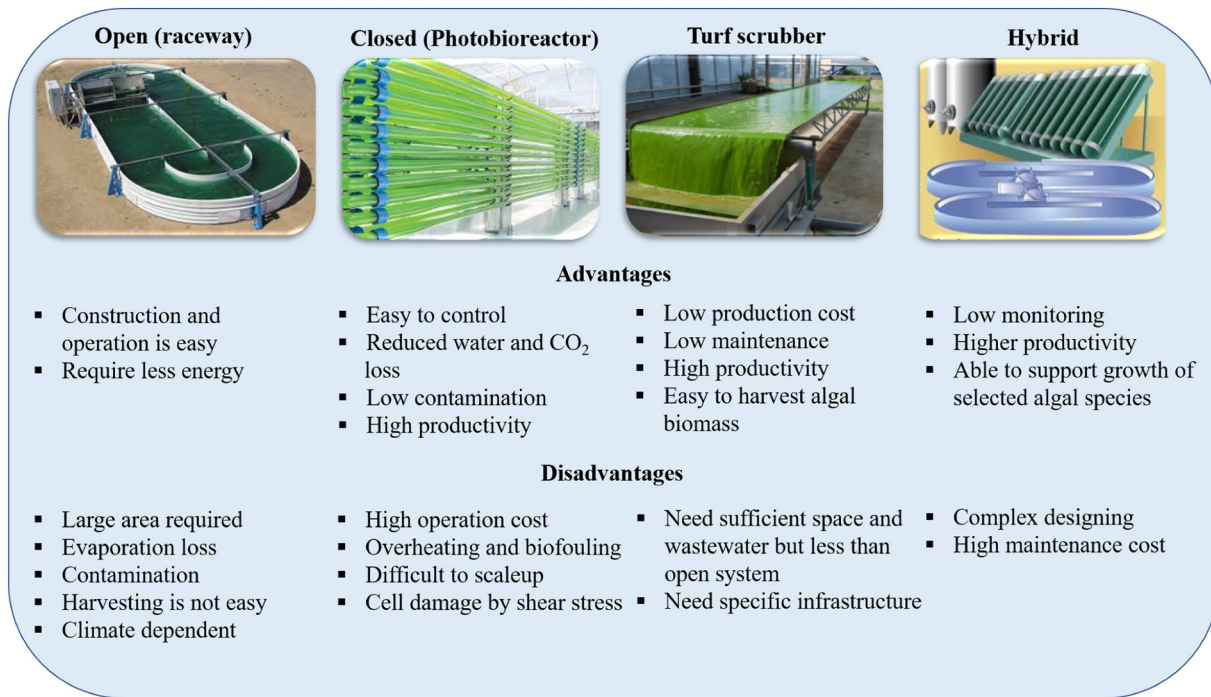 Open (raceway)
Closed (Photobioreactor)
Turf scrubber
Hybrid
Advantages
▪ Construction and
operation is easy
▪ Require less energy
▪ Easy to control
▪ Reduced water and CO₂
loss
▪ Low contamination
▪ High productivity
▪ Low production cost
▪ Low maintenance
▪ High productivity
▪ Easy to harvest algal
biomass
▪ Low monitoring
▪ Higher productivity
▪ Able to support growth of
selected algal species
Disadvantages
▪ Large area required
▪ Evaporation loss
▪ Contamination
▪ Harvesting is not easy
▪ Climate dependent
▪ High operation cost
▪ Overheating and biofouling
▪ Difficult to scaleup
▪ Cell damage by shear stress
▪ Need sufficient space and
wastewater but less than
open system
▪ Need specific infrastructure
▪ Complex designing
▪ High maintenance cost